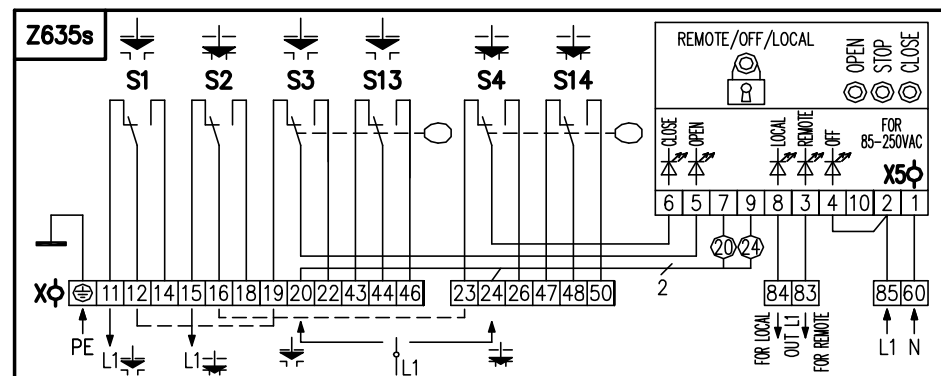 Z635s
S1 S2 S3 S13 S4 S14
REMOTE/OFF/LOCAL
OPEN
STOP
CLOSE
CLOSE
OPEN
LOCAL
REMOTE
OFF
FOR
85-250VAC
X5
6 5 7 9 8 3 4 10 2 1
20 24
2
X
11 12 14 15 16 18 19 20 22 43 44 46
23 24 26 47 48 50
84 83
85 60
PE
L1
L1
L1
FOR LOCAL
OUT L1
FOR REMOTE
L1 N